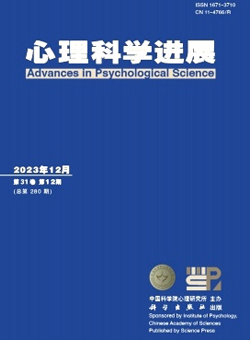 ISSN 1671-3710
CN 11-4766/R
心理科学进展
Advances in Psychological Science
2023年12月
第31卷 第12期
(总第 280 期)
中国科学院心理研究所 主办
科学出版社 出版
Sponsored by Institute of Psychology,
Chinese Academy of Sciences
Published by Science Press